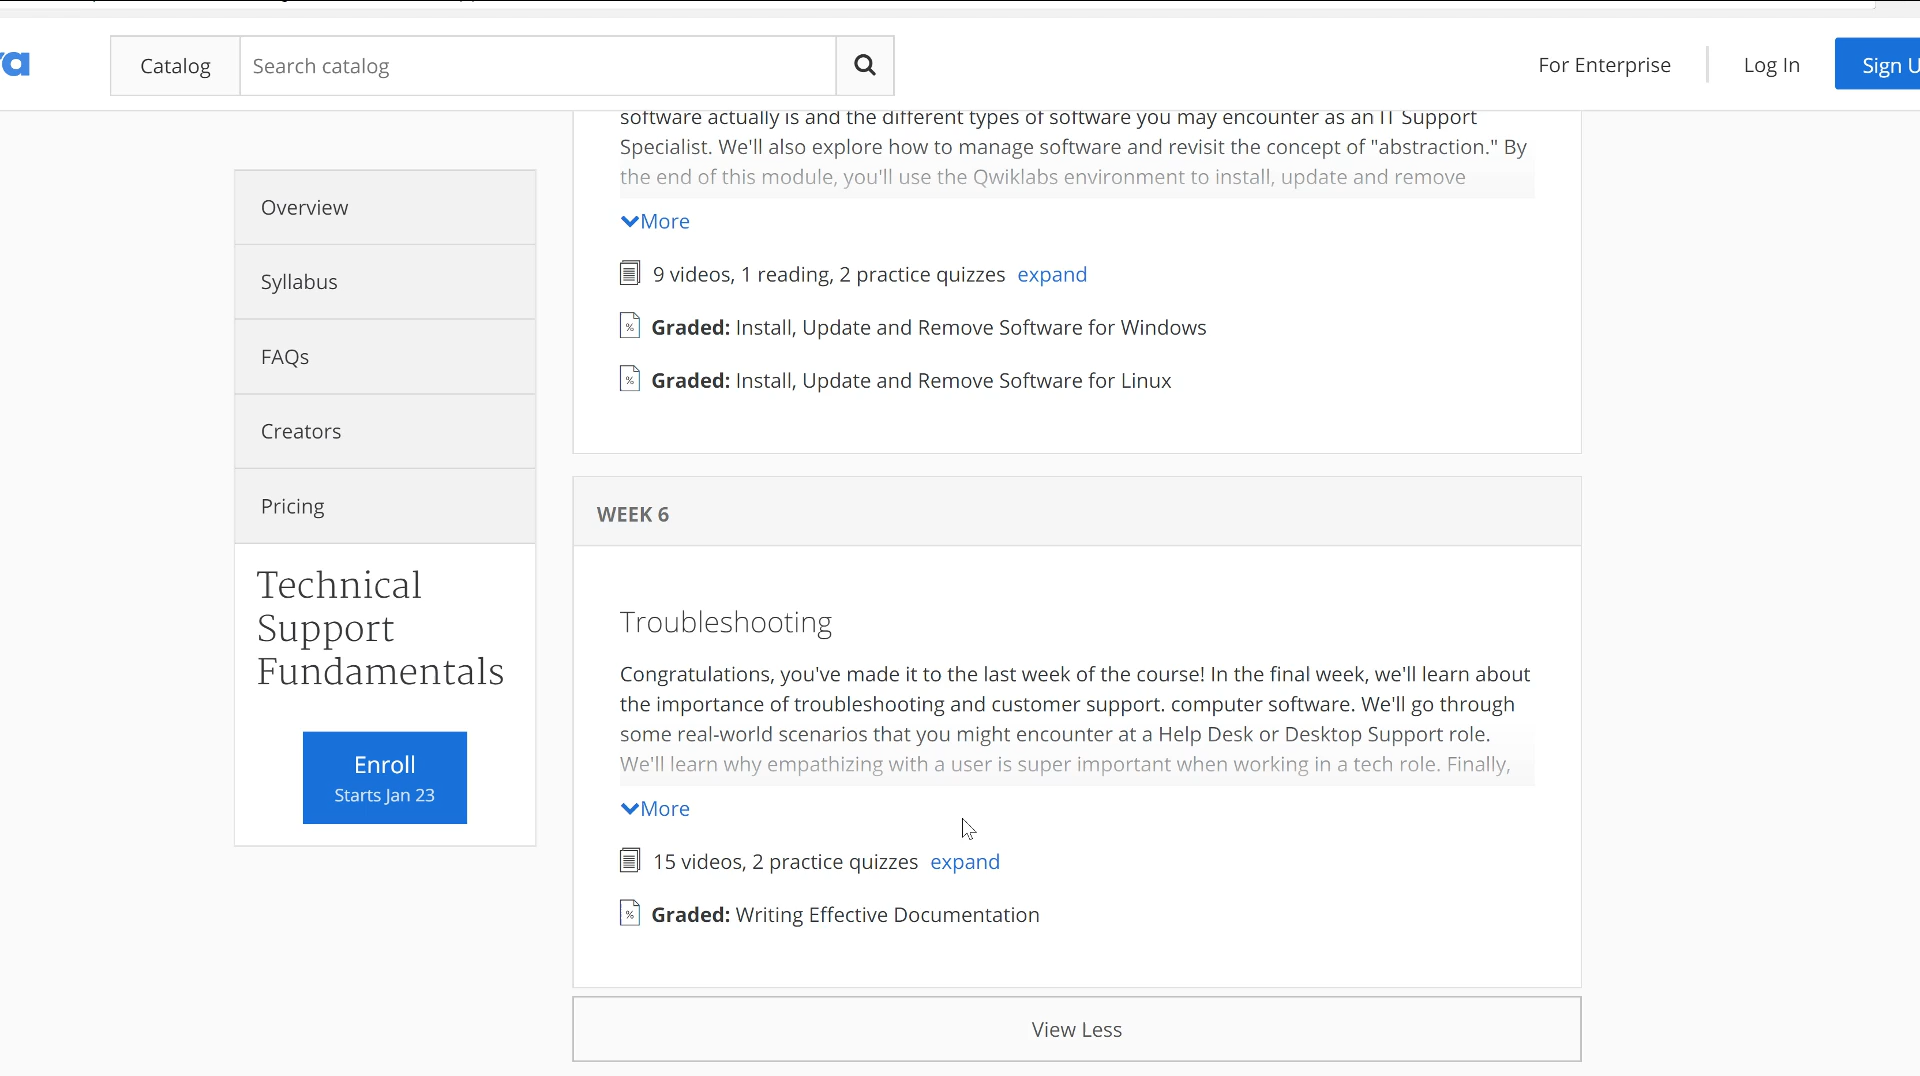 Catalog
Search catalog
For Enterprise
Log In
Sign U
software actually is and the different types of software you may encounter as an IT Support
Specialist. We'll also explore how to manage software and revisit the concept of "abstraction." By
the end of this module, you'll use the Qwiklabs environment to install, update and remove
More
9 videos, 1 reading, 2 practice quizzes expand
Graded: Install, Update and Remove Software for Windows
Graded: Install, Update and Remove Software for Linux
Overview
Syllabus
FAQs
Creators
Pricing
Technical
Support
Fundamentals
Enroll
Starts Jan 23
WEEK 6
Troubleshooting
Congratulations, you've made it to the last week of the course! In the final week, we'll learn about
the importance of troubleshooting and customer support. computer software. We'll go through
some real-world scenarios that you might encounter at a Help Desk or Desktop Support role.
We'll learn why empathizing with a user is super important when working in a tech role. Finally,
More
15 videos, 2 practice quizzes expand
Graded: Writing Effective Documentation
View Less